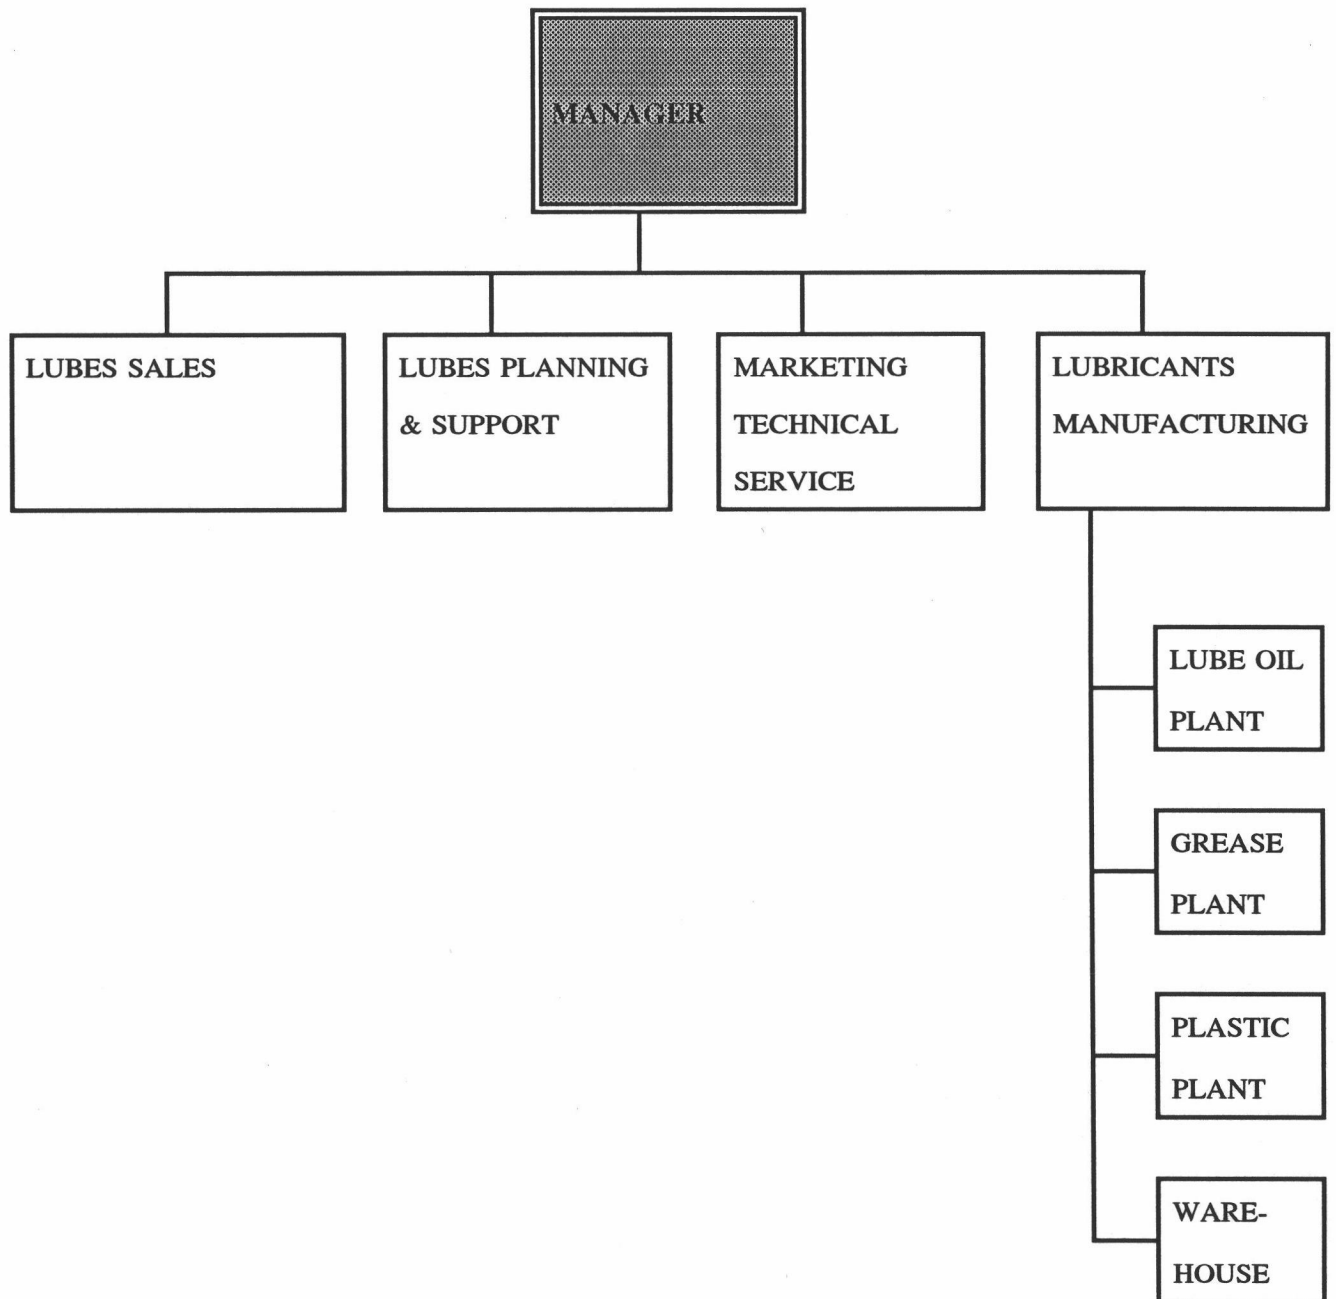 MANAGER
LUBES SALES
LUBES PLANNING
& SUPPORT
MARKETING
TECHNICAL
SERVICE
LUBRICANTS
MANUFACTURING
LUBE OIL
PLANT
GREASE
PLANT
PLASTIC
PLANT
WARE-
HOUSE